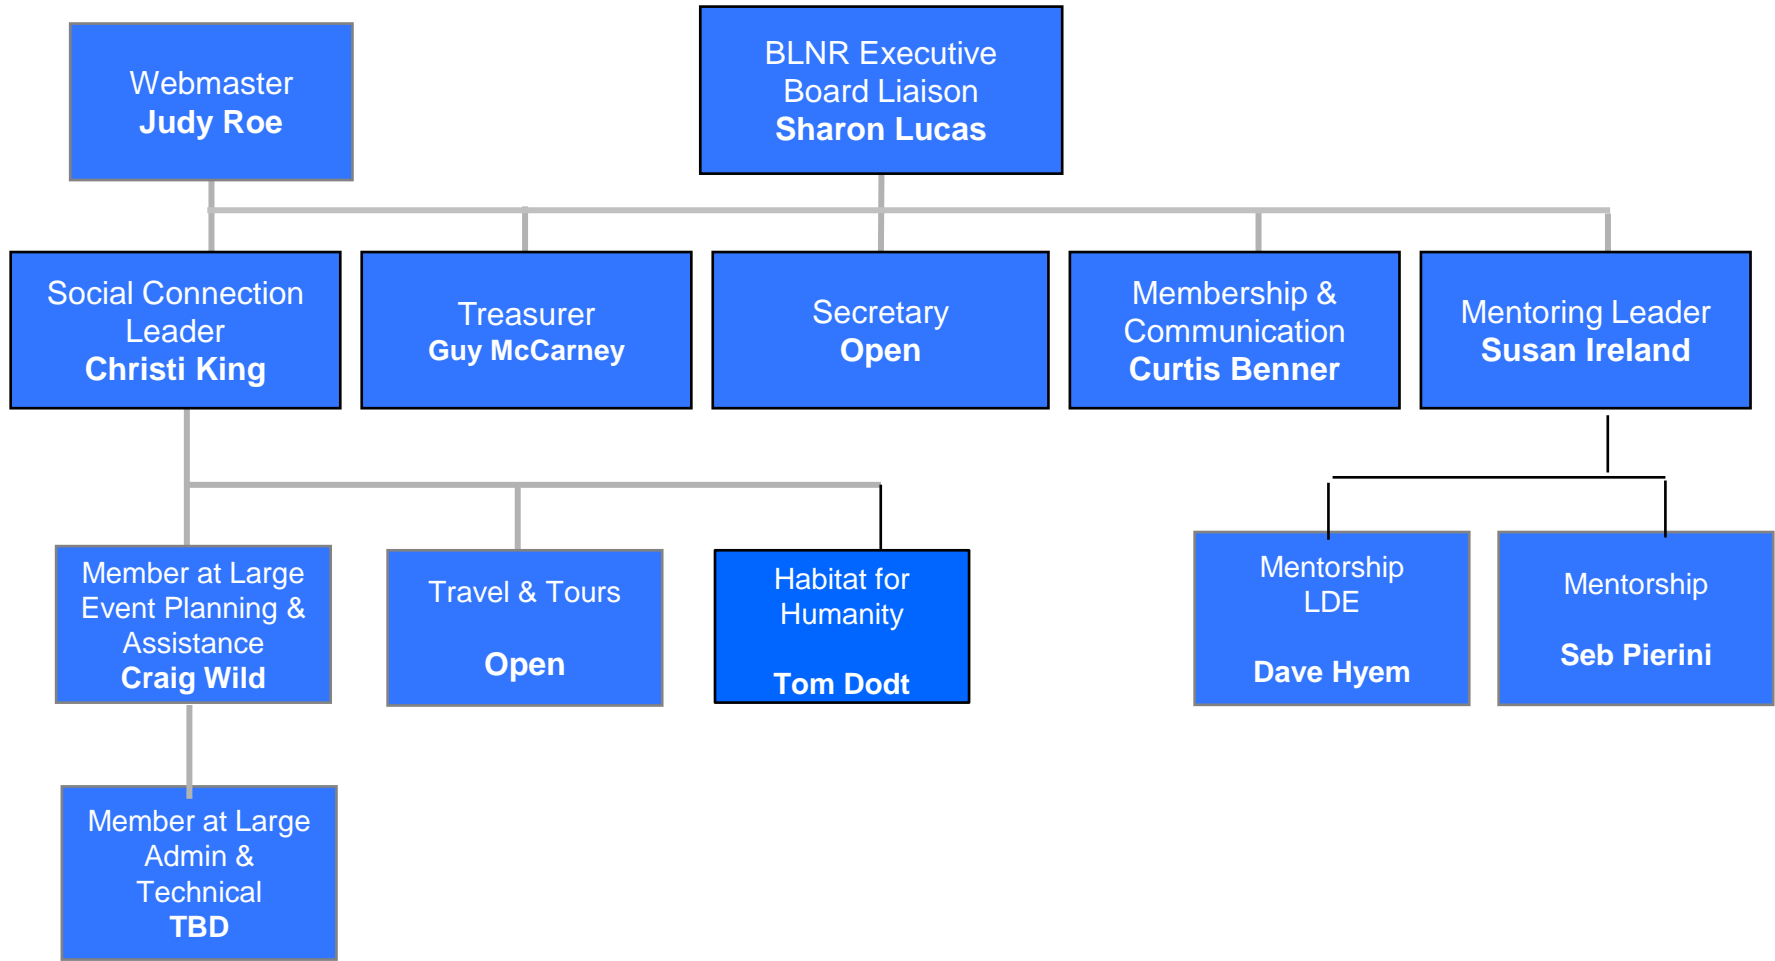 Webmaster
Judy Roe
BLNR Executive
Board Liaison
Sharon Lucas
Social Connection
Leader
Christi King
Treasurer
Guy McCarney
Secretary
Open
Membership &
Communication
Curtis Benner
Mentoring Leader
Susan Ireland
Member at Large
Event Planning &
Assistance
Craig Wild
Travel & Tours
Open
Habitat for
Humanity
Tom Dodt
Mentorship
LDE
Dave Hyem
Mentorship
Seb Pierini
Member at Large
Admin &
Technical
TBD